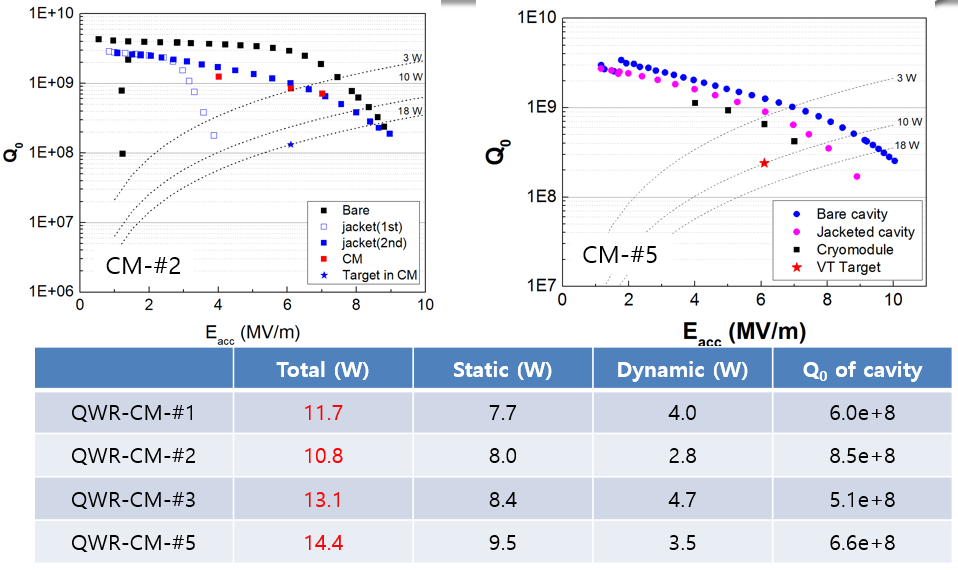 1E+10
1E+09
1E+08
1E+07
1E+06
Q0
3 W
10 W
18 W
Bare
jacket(1st)
jacket(2nd)
CM
Target in CM
CM-#2
0 2 4 6 8 10
Eacc (MV/m)
1E10
1E9
1E8
1E7
Q0
3 W
10 W
18 W
Bare cavity
Jacketed cavity
Cryomodule
VT Target
CM-#5
0 2 4 6 8 10
Eacc (MV/m)
Total (W) Static (W) Dynamic (W) Q0 of cavity
QWR-CM-#1 11.7 7.7 4.0 6.0e+8
QWR-CM-#2 10.8 8.0 2.8 8.5e+8
QWR-CM-#3 13.1 8.4 4.7 5.1e+8
QWR-CM-#5 14.4 9.5 3.5 6.6e+8